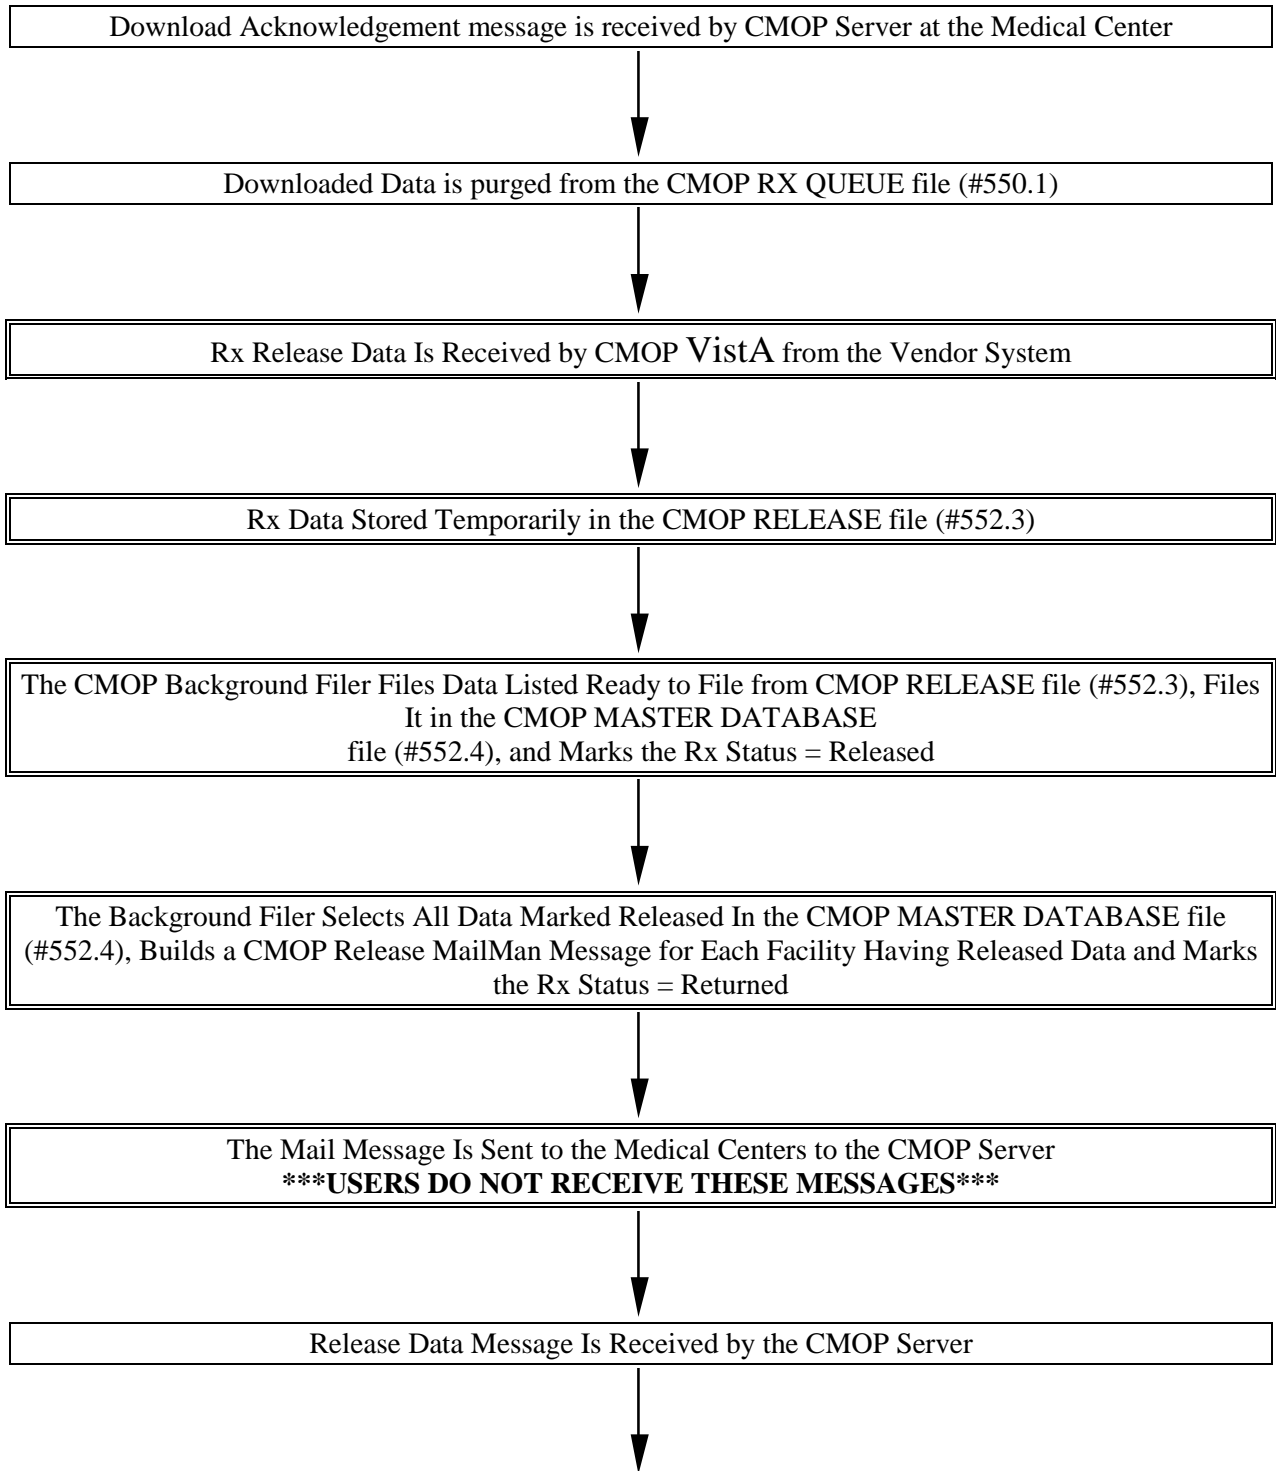 Download Acknowledgement message is received by CMOP Server at the Medical Center
Downloaded Data is purged from the CMOP RX QUEUE file (#550.1)
Rx Release Data Is Received by CMOP VistA from the Vendor System
Rx Data Stored Temporarily in the CMOP RELEASE file (#552.3)
The CMOP Background Filer Files Data Listed Ready to File from CMOP RELEASE file (#552.3), Files
It in the CMOP MASTER DATABASE
file (#552.4), and Marks the Rx Status = Released
The Background Filer Selects All Data Marked Released In the CMOP MASTER DATABASE file
(#552.4), Builds a CMOP Release MailMan Message for Each Facility Having Released Data and Marks
the Rx Status = Returned
The Mail Message Is Sent to the Medical Centers to the CMOP Server
***USERS DO NOT RECEIVE THESE MESSAGES***
Release Data Message Is Received by the CMOP Server